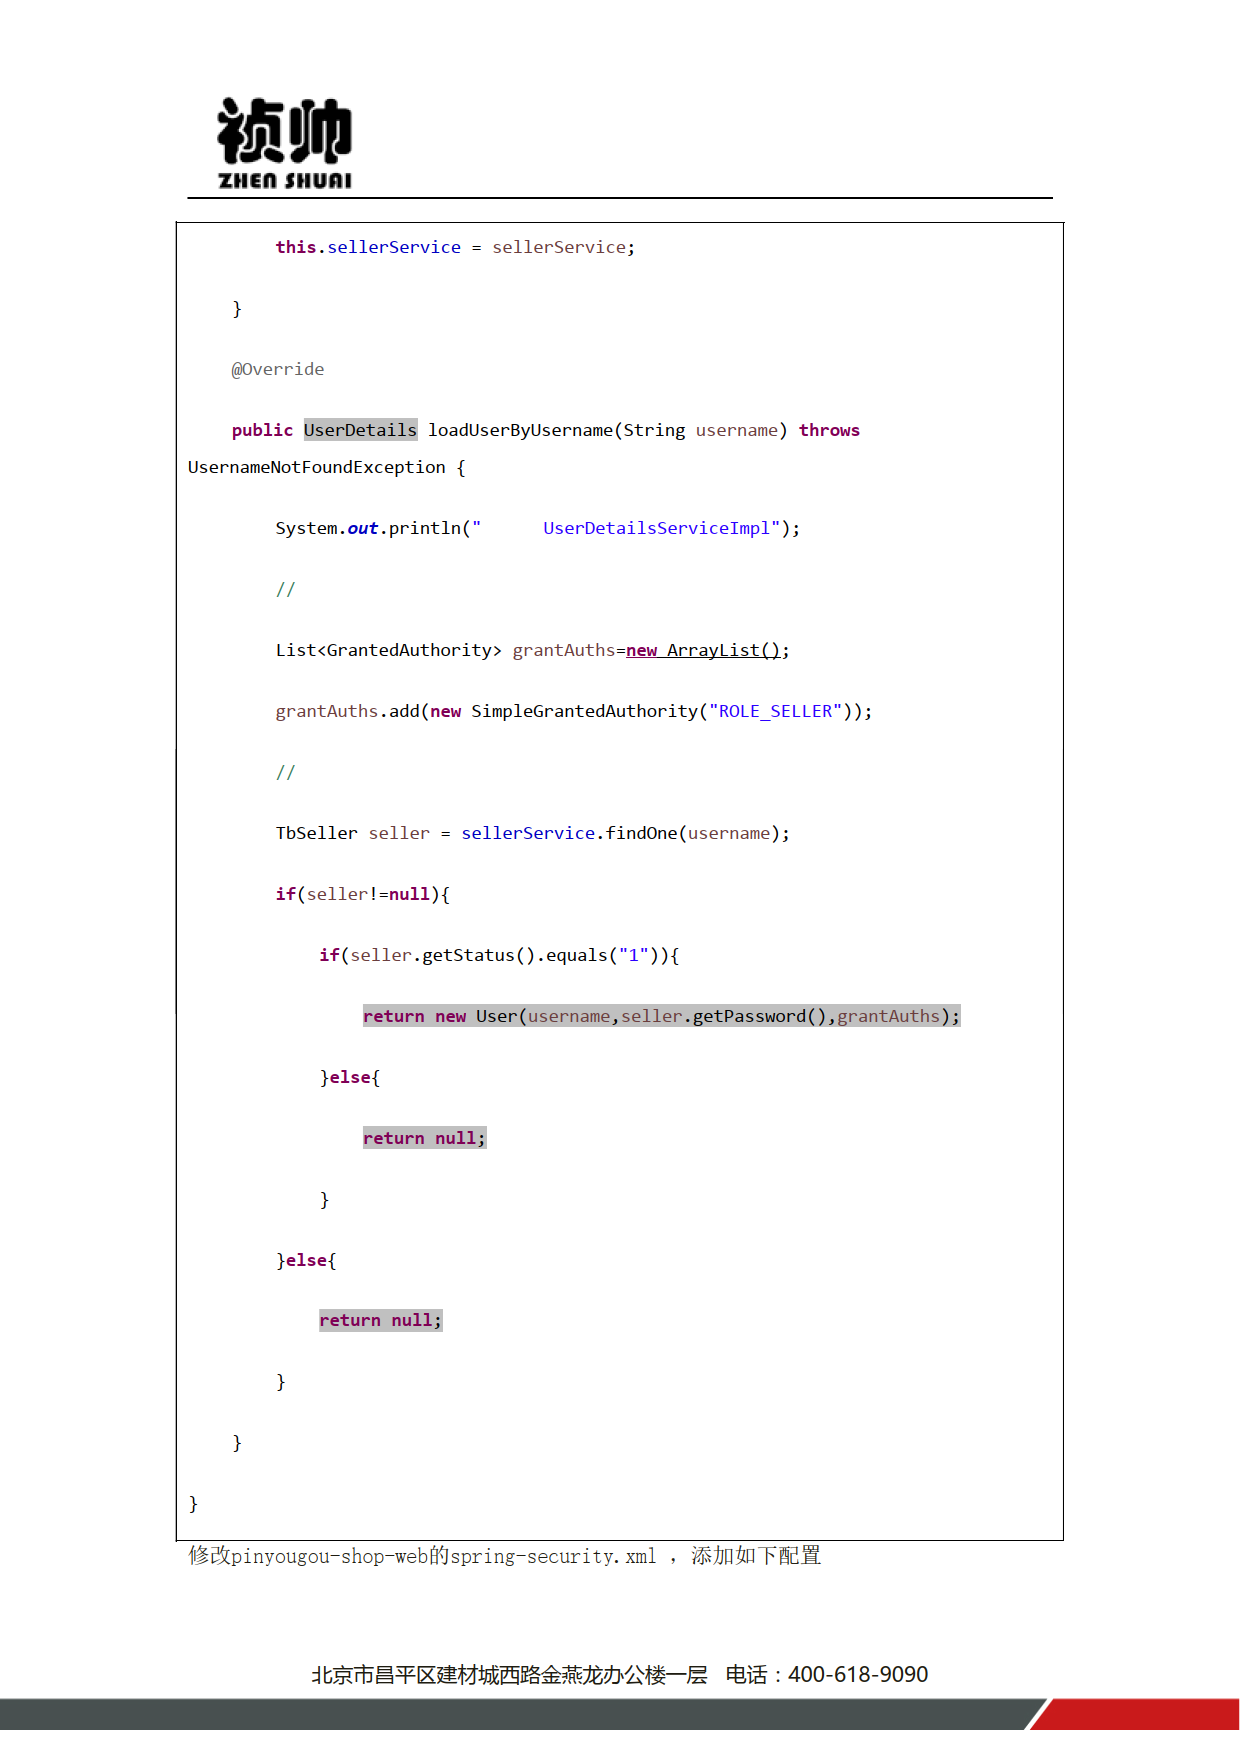 祯帅
ZHEN SHUAI
this.sellerService = sellerService;
}
@Override
public UserDetails loadUserByUsername(String username) throws
UsernameNotFoundException {
System.out.println("      UserDetailsServiceImpl");
//
List<GrantedAuthority> grantAuths=new ArrayList();
grantAuths.add(new SimpleGrantedAuthority("ROLE_SELLER"));
//
TbSeller seller = sellerService.findOne(username);
if(seller!=null){
if(seller.getStatus().equals("1")){
return new User(username,seller.getPassword(),grantAuths);
}else{
return null;
}
}else{
return null;
}
}
}
修改pinyougou-shop-web的spring-security.xml ，添加如下配置
北京市昌平区建材城西路金燕龙办公楼一层 电话：400-618-9090